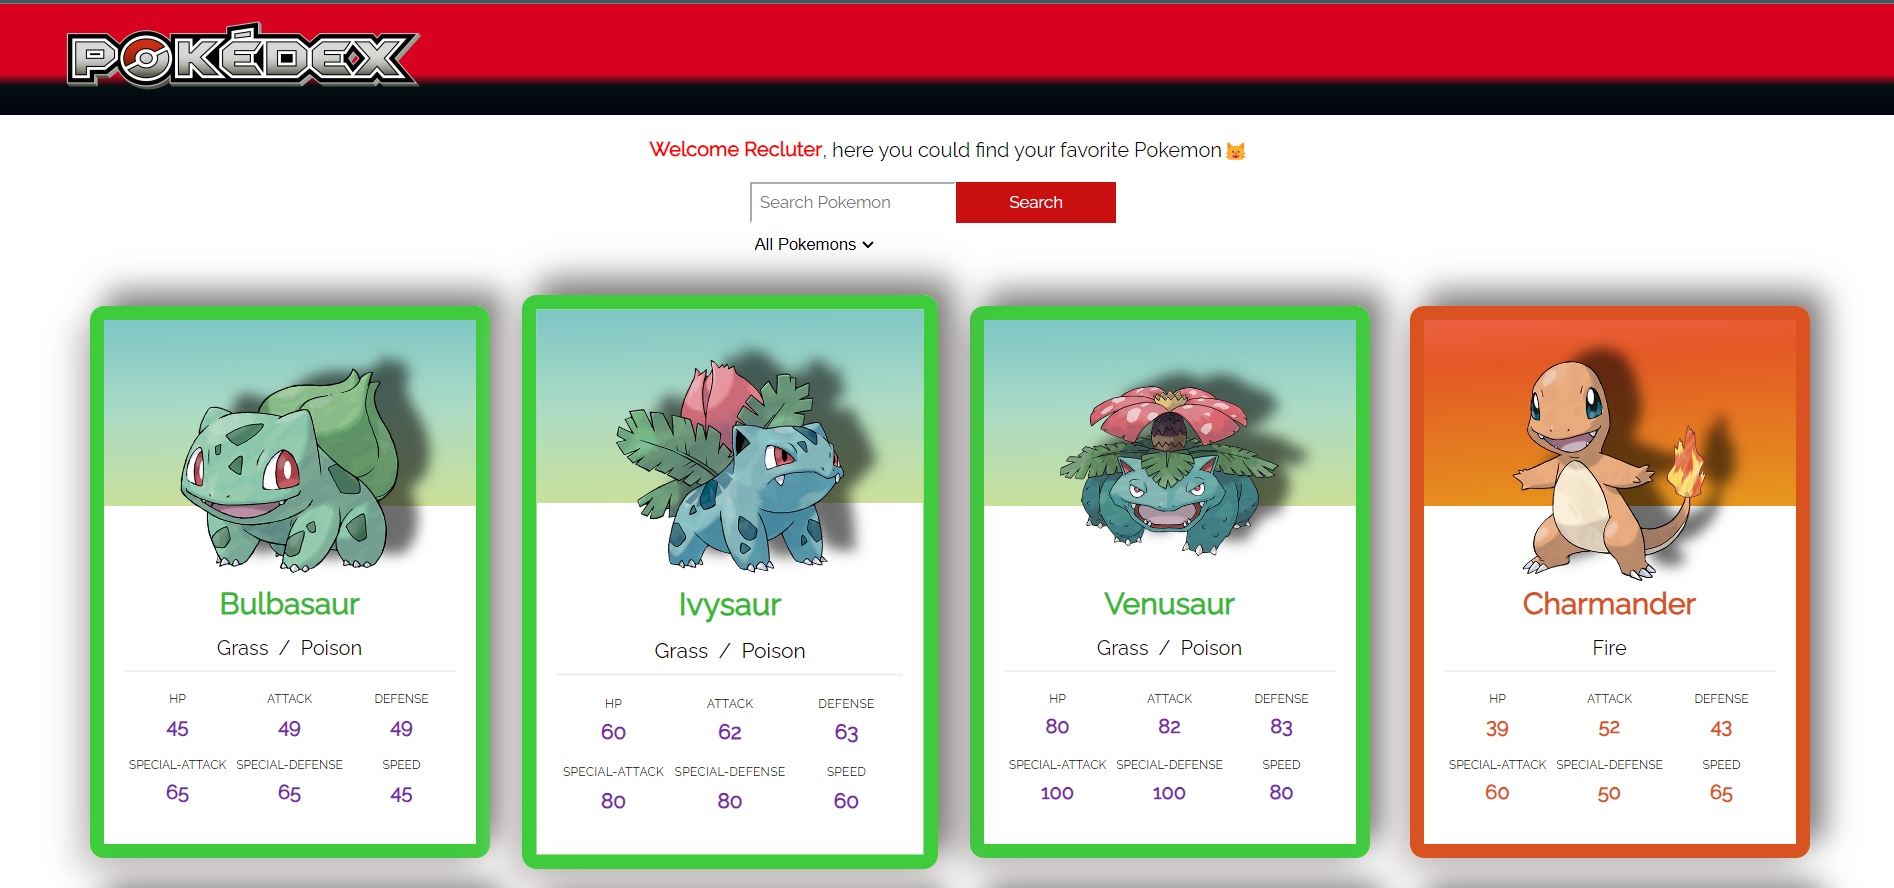 POKÉDEX
Welcome Recluter, here you could find your favorite Pokemon
Search Pokemon
Search
All Pokemons
Bulbasaur
Grass / Poison
HP ATTACK DEFENSE
45 49 49
SPECIAL-ATTACK SPECIAL-DEFENSE SPEED
65 65 45
Ivysaur
Grass / Poison
HP ATTACK DEFENSE
60 62 63
SPECIAL-ATTACK SPECIAL-DEFENSE SPEED
80 80 60
Venusaur
Grass / Poison
HP ATTACK DEFENSE
80 82 83
SPECIAL-ATTACK SPECIAL-DEFENSE SPEED
100 100 80
Charmander
Fire
HP ATTACK DEFENSE
39 52 43
SPECIAL-ATTACK SPECIAL-DEFENSE SPEED
60 50 65